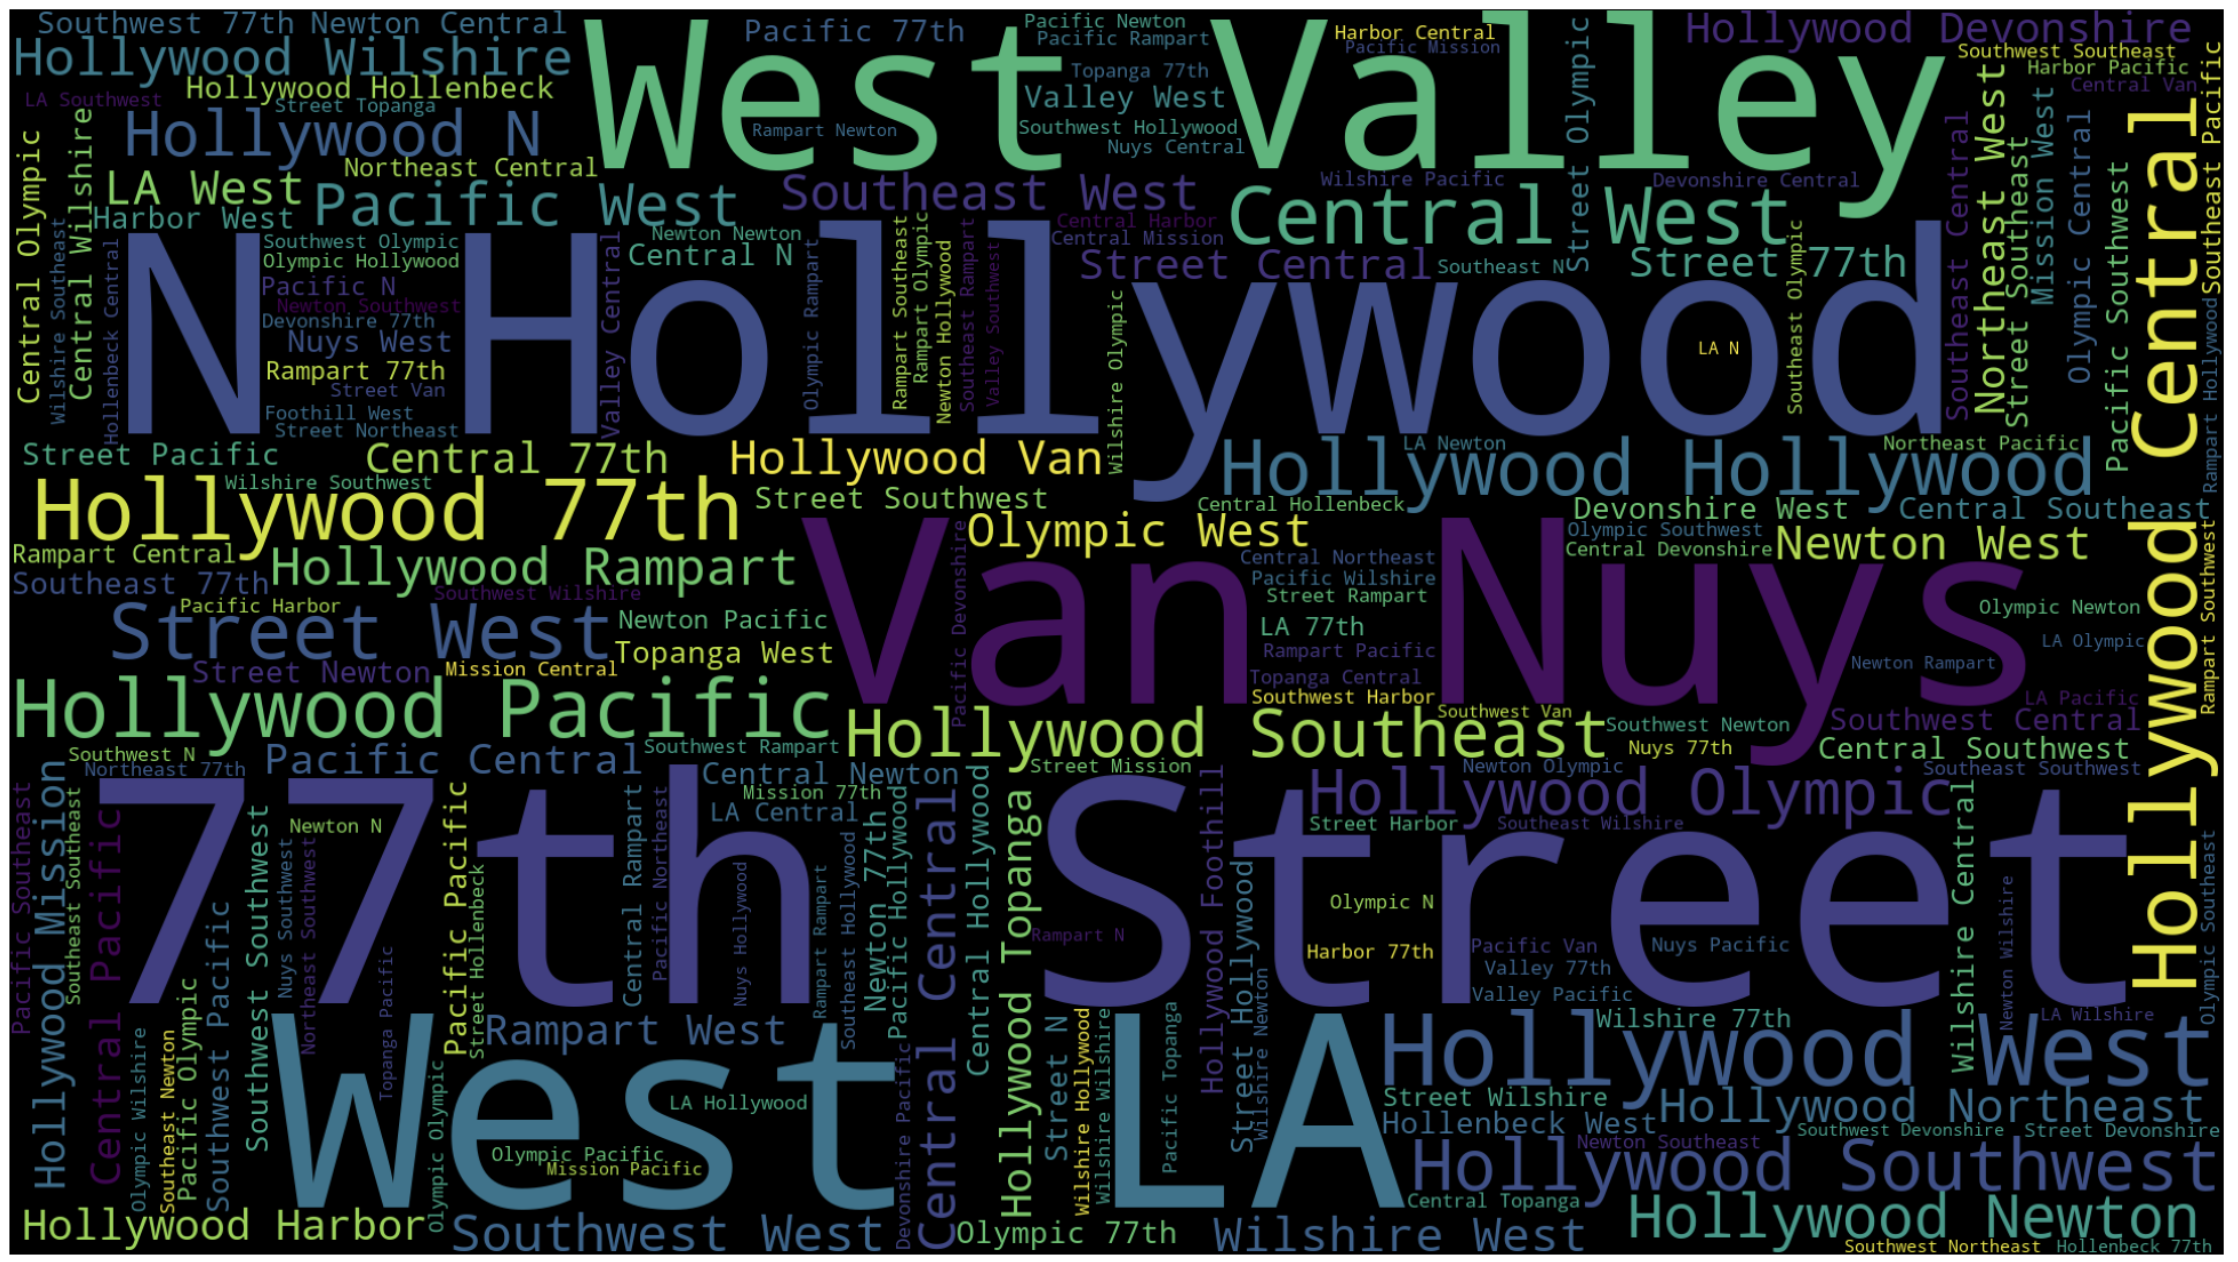 Southwest 77th
Newton Central
Hollywood Wilshire
Hollywood Hollenbeck
LA Southwest
Street Topanga
Hollywood N
Northeast Central
LA West
Harbor West
Pacific West
West Valley
Pacific 77th
Rampart Newton
Pacific Newton
Pacific Rampart
Topanga 77th
Valley West
Southwest Hollywood
Nuys Central
Harbor Central
Pacific Mission
Street Olympic
Hollywood Devonshire
Southwest Southeast
Harbor Pacific
Central Van
Southeast Pacific
Central Olympic
Central Wilshire
Wilshire Southeast
Hollenbeck Central
Southeast West
Wilshire Pacific
Devonshire Central
Central West
Southeast Central
Northeast West
Street Southeast
Mission West
Olympic Central
Pacific Southwest
Hollywood Central
N Hollywood
Southwest Olympic
Olympic Hollywood
Pacific N
Newton Southwest
Devonshire 77th
Nuys West
Rampart 77th
Street Van
Foothill West
Street Northeast
Valley Central
Newton Newton
Central N
Olympic Rampart
Rampart Southeast
Rampart Olympic
Newton Hollywood
Southeast Rampart
Valley Southwest
Central Harbor
Central Mission
Street Central
Southeast N
Street 77th
Wilshire Olympic
LA N
Southeast Olympic
Rampart Hollywood
Street Pacific
Central 77th
Hollywood Van
LA Newton
Northeast Pacific
Hollywood Hollywood
Wilshire Southwest
Hollywood 77th
Street Southwest
Central Hollenbeck
Devonshire West
Central Southeast
Rampart Central
Hollywood Rampart
Southeast 77th
Southwest Wilshire
Pacific Harbor
Street West
Newton Pacific
Topanga West
Street Newton
Mission Central
Olympic West
Van Nuys
Pacific Devonshire
Central Northeast
Pacific Wilshire
Street Rampart
LA 77th
Rampart Pacific
Topanga Central
Southwest Harbor
Olympic Southwest
Central Devonshire
Newton West
Olympic Newton
LA Olympic
Newton Rampart
LA Pacific
Rampart Southwest
Hollywood Pacific
Southwest Van
Hollywood Southeast
Southwest Newton
Nuys 77th
Southwest Central
Central Southwest
Southwest N
Northeast 77th
Pacific Central
Southwest Rampart
Central Newton
Mission 77th
LA Central
Street Mission
Newton Olympic
Southeast Southwest
Hollywood Olympic
77th Street
Pacific Southeast
Hollywood Mission
Southeast Southeast
Central Pacific
Newton N
Southwest Southwest
Nuys Southwest
Northeast Southwest
Southwest Pacific
Topanga Pacific
Pacific Pacific
Street Hollenbeck
Central Rampart
Pacific Northeast
Nuys Hollywood
Rampart Rampart
Southeast Hollywood
Newton 77th
Pacific Hollywood
Central Central
Central Hollywood
Hollywood Topanga
Rampart N
Hollywood Foothill
Street Hollywood
Wilshire Newton
Street Harbor
Southeast Wilshire
Olympic N
Harbor 77th
Pacific Van
Nuys Pacific
Valley 77th
Valley Pacific
Wilshire Central
Newton Wilshire
Olympic Southeast
Olympic Wilshire
Southeast Newton
Pacific Olympic
West LA
Rampart West
LA Hollywood
Olympic Pacific
Mission Pacific
Olympic Olympic
Devonshire Pacific
Street N
Wilshire Hollywood
Wilshire Wilshire
Pacific Topanga
Wilshire 77th
LA Wilshire
Hollywood West
Street Wilshire
Hollenbeck West
Hollywood Northeast
Newton Southeast
Southwest Devonshire
Street Devonshire
Hollywood Southwest
Central Topanga
Hollywood Harbor
Southwest West
Olympic 77th
Wilshire West
Hollywood Newton
Southwest Northeast
Hollenbeck 77th